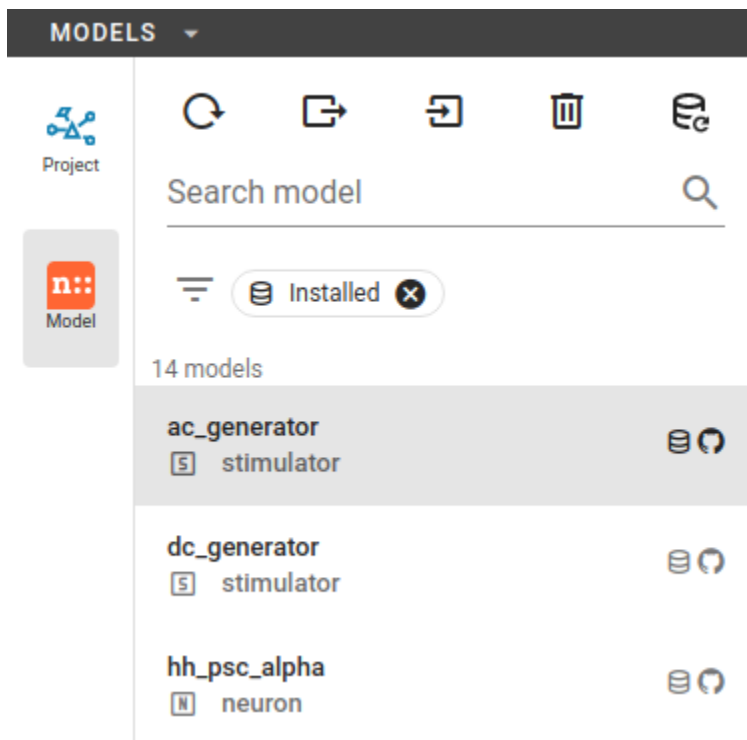 MODELS
Project
Search model
n::
Model
Installed
14 models
ac_generator
S stimulator
dc_generator
S stimulator
hh_psc_alpha
N neuron